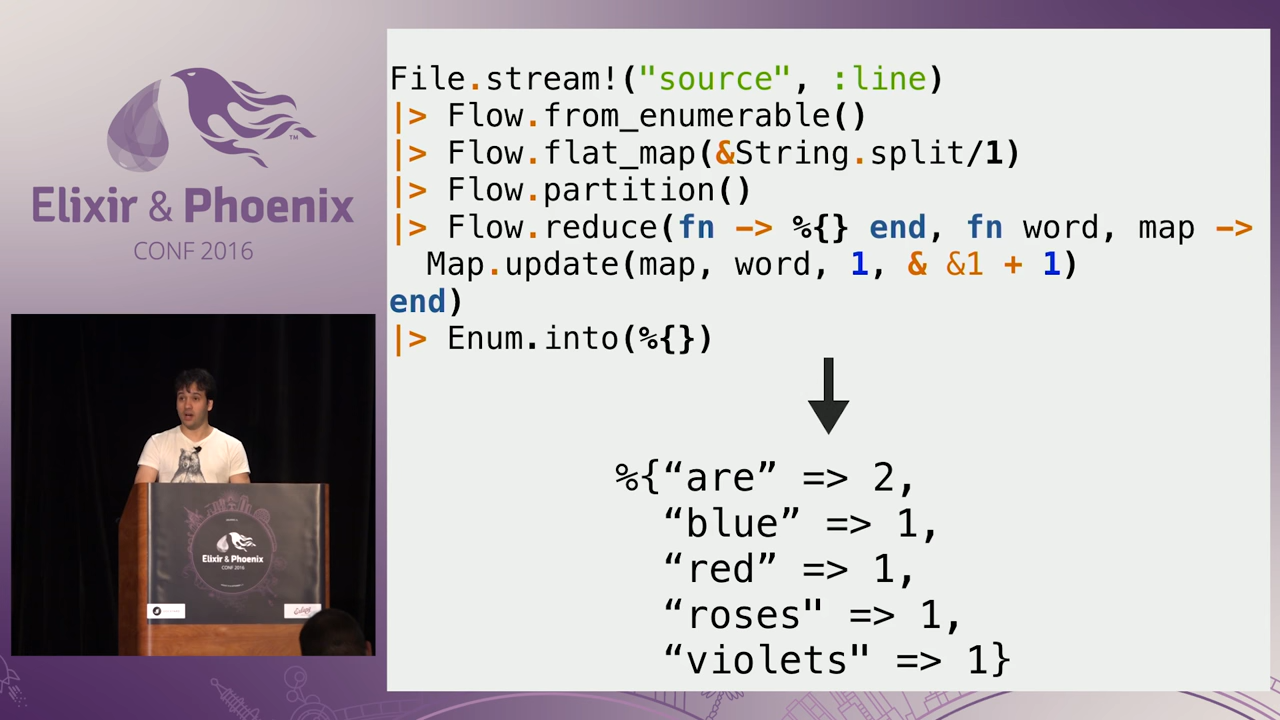 Elixir & Phoenix
CONF 2016
TM
File.stream!("source", :line)
|> Flow.from_enumerable()
|> Flow.flat_map(&String.split/1)
|> Flow.partition()
|> Flow.reduce(fn -> %{} end, fn word, map ->
  Map.update(map, word, 1, & &1 + 1)
end)
|> Enum.into(%{})
%{“are” => 2,
“blue” => 1,
“red” => 1,
“roses" => 1,
“violets" => 1}
Elixir & Phoenix
CONF 2016